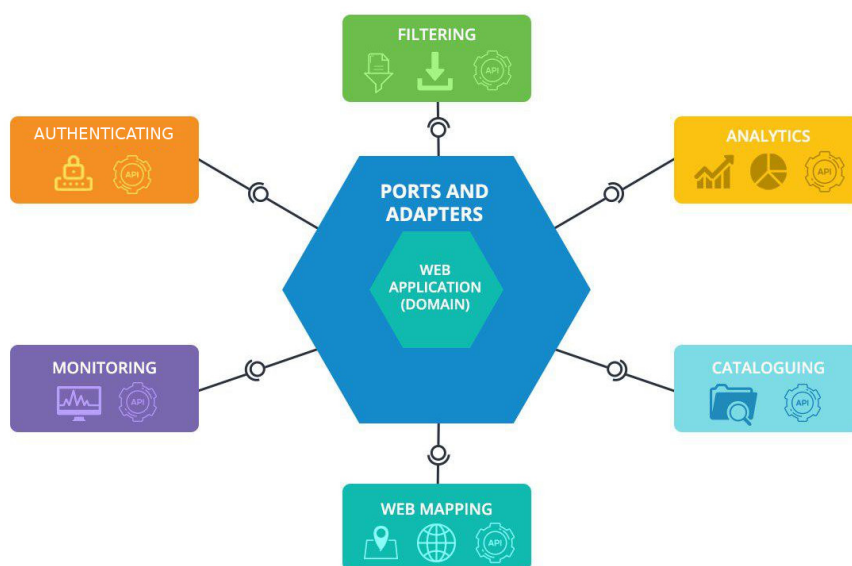 FILTERING
API
AUTHENTICATING
API
ANALYTICS
API
PORTS AND
ADAPTERS
WEB
APPLICATION
(DOMAIN)
MONITORING
API
CATALOGUING
API
WEB MAPPING
API